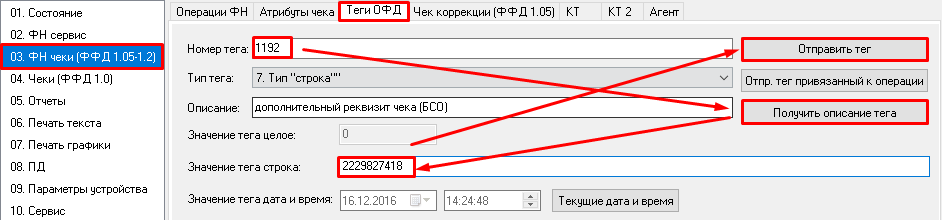 01. Состояние
02. ФН сервис
03. ФН чеки (ФФД 1.05-1.2)
04. Чеки (ФФД 1.0)
05. Отчеты
06. Печать текста
07. Печать графики
08. ПД
09. Параметры устройства
10. Сервис
Операции ФН Атрибуты чека Теги ОФД Чек коррекции (ФФД 1.05) КТ КТ 2 Агент
Номер тега: 1192 Отправить тег
Тип тега: 7. Тип "строка"" Отпр. тег привязанный к операции
Описание: дополнительный реквизит чека (БСО) Получить описание тега
Значение тега целое: 0
Значение тега строка: 2229827418
Значение тега дата и время: 16.12.2016 14:24:48 Текущие дата и время